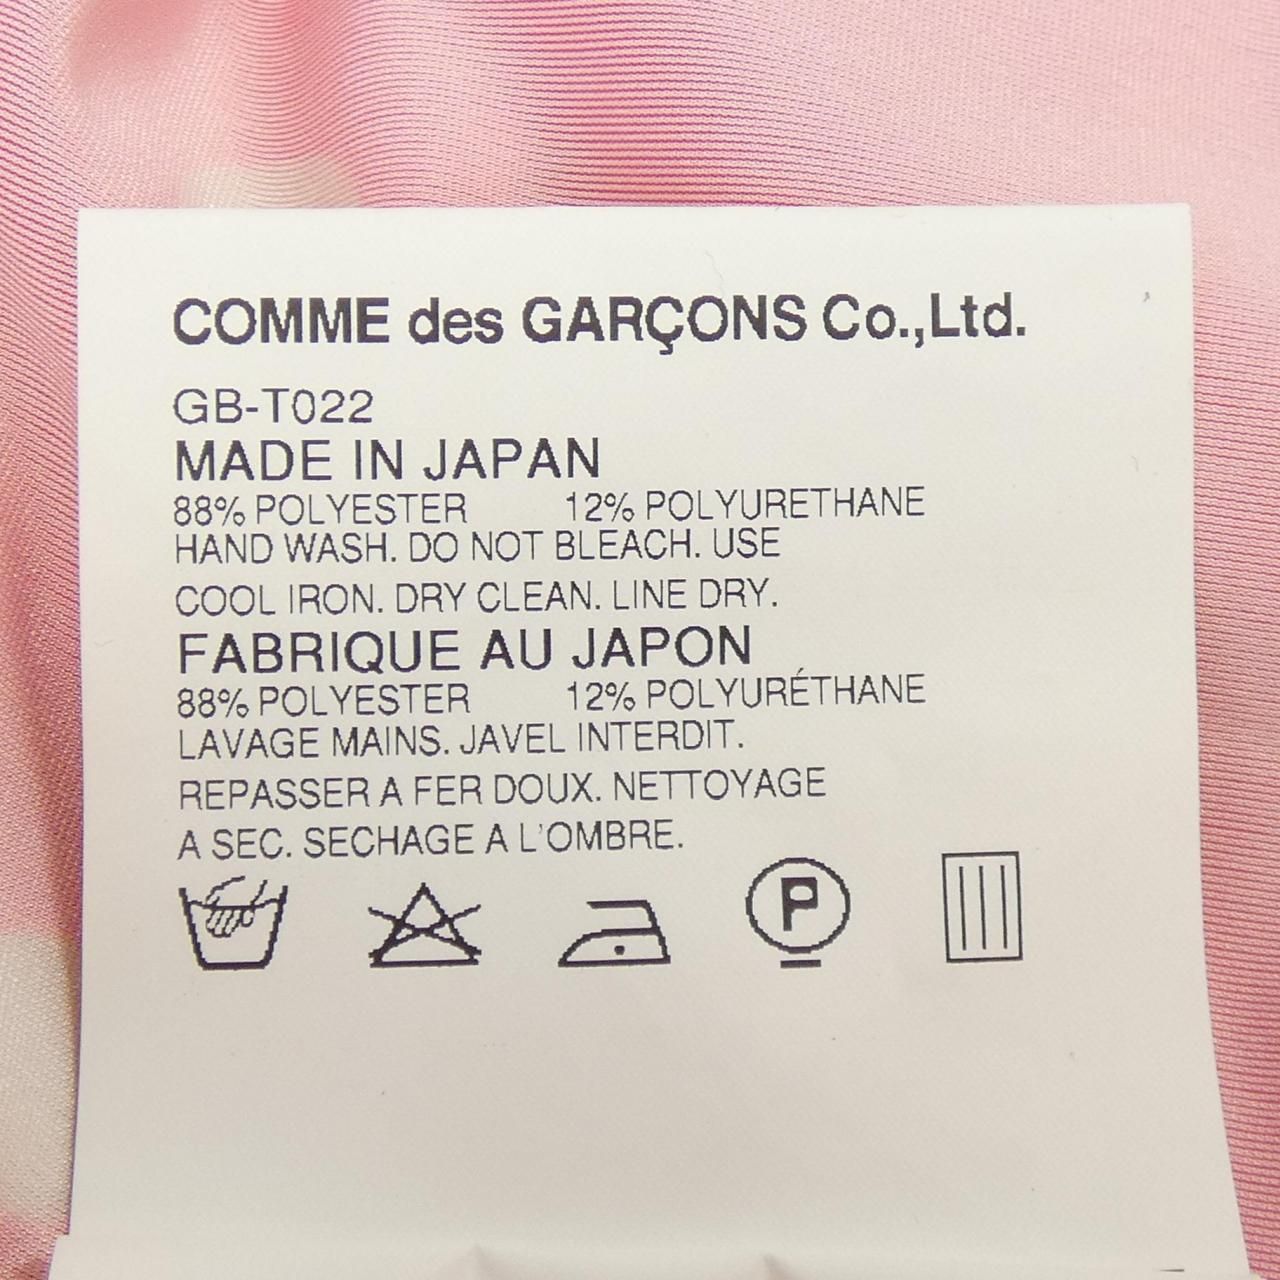 COMME des GARÇONS Co.,Ltd.
GB-T022
MADE IN JAPAN
88% POLYESTER 12% POLYURETHANE
HAND WASH. DO NOT BLEACH. USE
COOL IRON. DRY CLEAN. LINE DRY.
FABRIQUE AU JAPON
88% POLYESTER 12% POLYURÉTHANE
LAVAGE MAINS. JAVEL INTERDIT.
REPASSER A FER DOUX. NETTOYAGE
A SEC. SECHAGE A L'OMBRE.
P